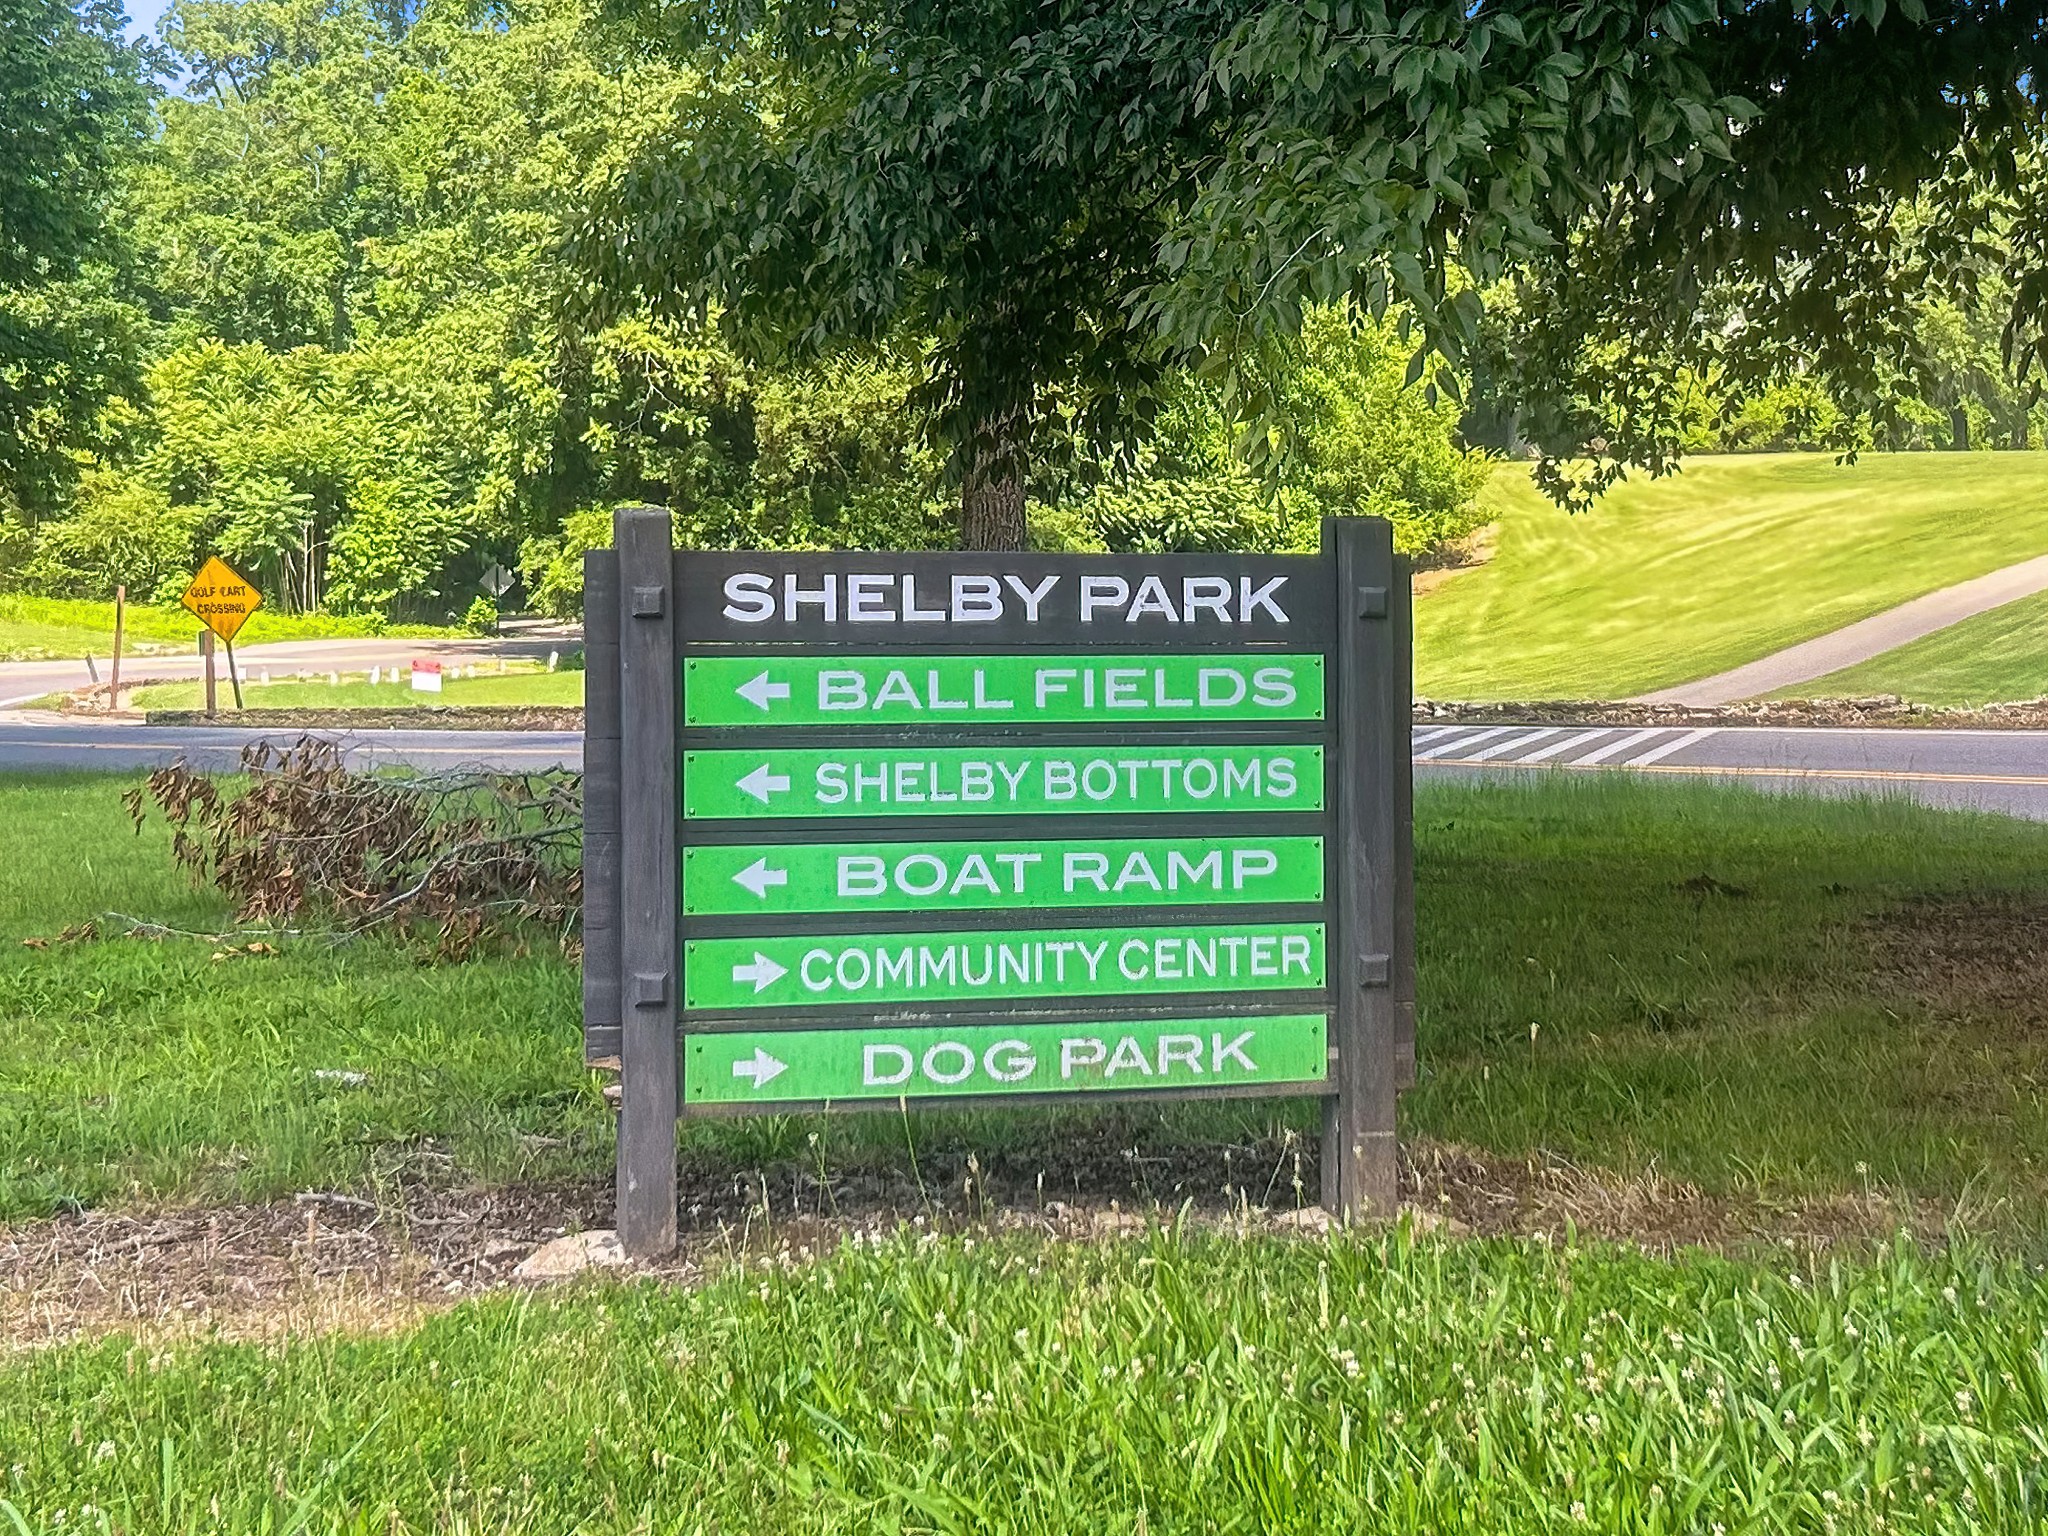 SHELBY PARK
← BALL FIELDS
← SHELBY BOTTOMS
← BOAT RAMP
→ COMMUNITY CENTER
→ DOG PARK
GOLF CART
CROSSING